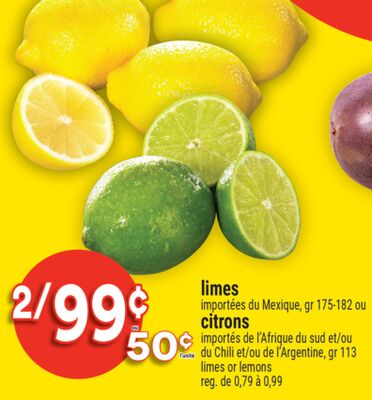 2/99¢
ou
50¢
l'unité
limes
importées du Mexique, gr 175-182 ou
citrons
importés de l'Afrique du sud et/ou
du Chili et/ou de l'Argentine, gr 113
limes or lemons
reg. de 0,79 à 0,99